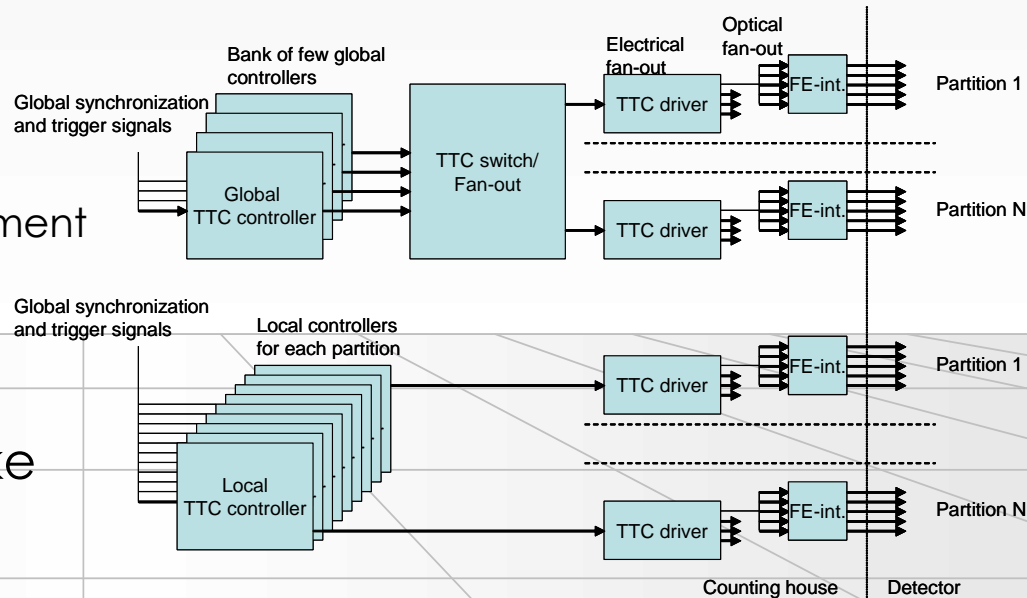 Bank of few global
controllers
Global synchronization
and trigger signals
Global
TTC controller
TTC switch/
Fan-out
Electrical
fan-out
Optical
fan-out
TTC driver
FE-int.
Partition 1
TTC driver
FE-int.
Partition N
ment
Global synchronization
and trigger signals
Local controllers
for each partition
Local
TTC controller
TTC driver
FE-int.
Partition 1
TTC driver
FE-int.
Partition N
ke
Counting house
Detector